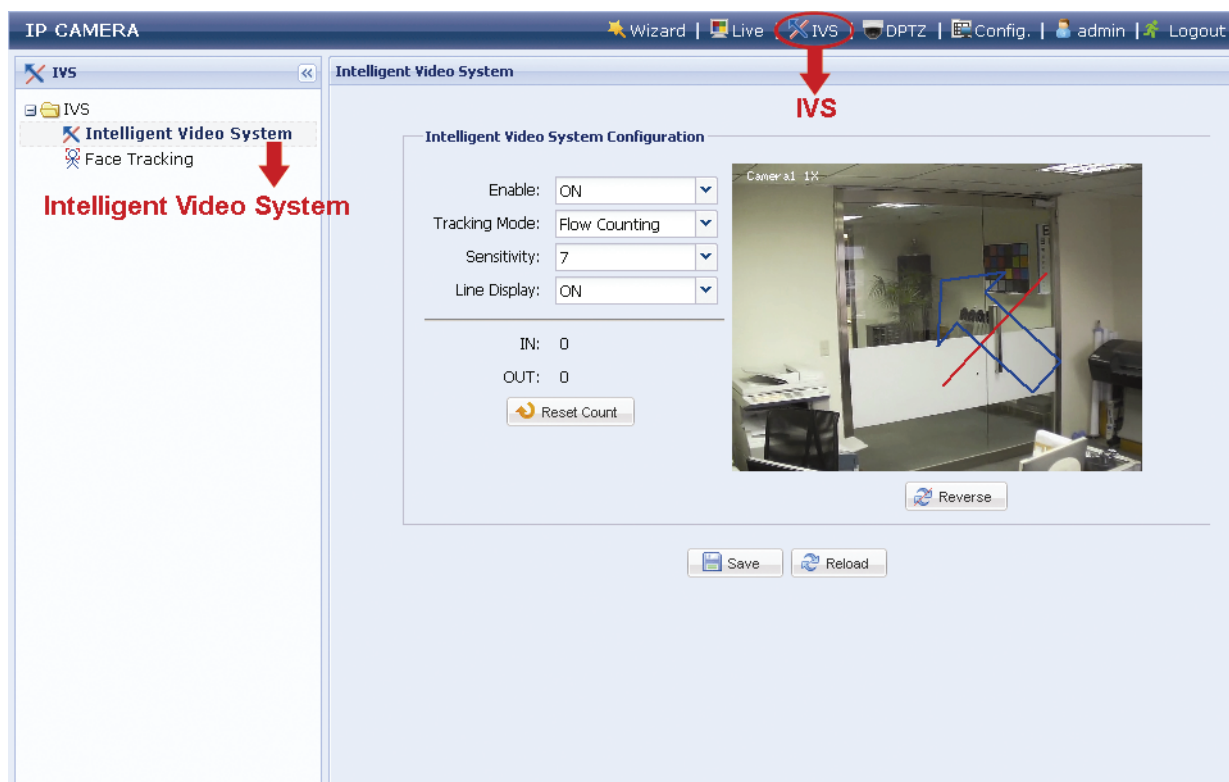 IP CAMERA
Wizard | Live | IVS | DPTZ | Config. | admin | Logout
IVS
IVS
Intelligent Video System
Face Tracking
Intelligent Video System
Intelligent Video System
IVS
Intelligent Video System Configuration
Enable: ON
Tracking Mode: Flow Counting
Sensitivity: 7
Line Display: ON
IN: 0
OUT: 0
Reset Count
Camera1 1X
Reverse
Save
Reload